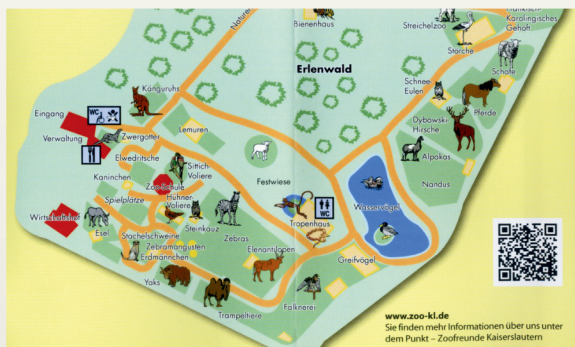 Naturer
Bienenhaus
Streichelzoo
Karolingisches
Gehöft
Störche
Erlenwald
Schafe
Schnee-
Eulen
Pferde
Känguruhs
Eingang
WC
Verwaltung
Zwergotter
Lemuren
Dybowski
Hirsche
Elwedritsche
Sittich
Voliere
Alpakas
Kaninchen
Zoo-Schule
Festwiese
Nandus
Spielplätze
Hühner
Voliere
WC
Wasservögel
Wirtschaftshof
Steinkauz
Tropenhaus
Esel
Stachelschweine
Zebras
Zebramangusten
Elenantilopen
Greifvögel
Erdmännchen
Yaks
Trampeltiere
Falknerei
www.zoo-kl.de
Sie finden mehr Informationen über uns unter
dem Punkt – Zoofreunde Kaiserslautern